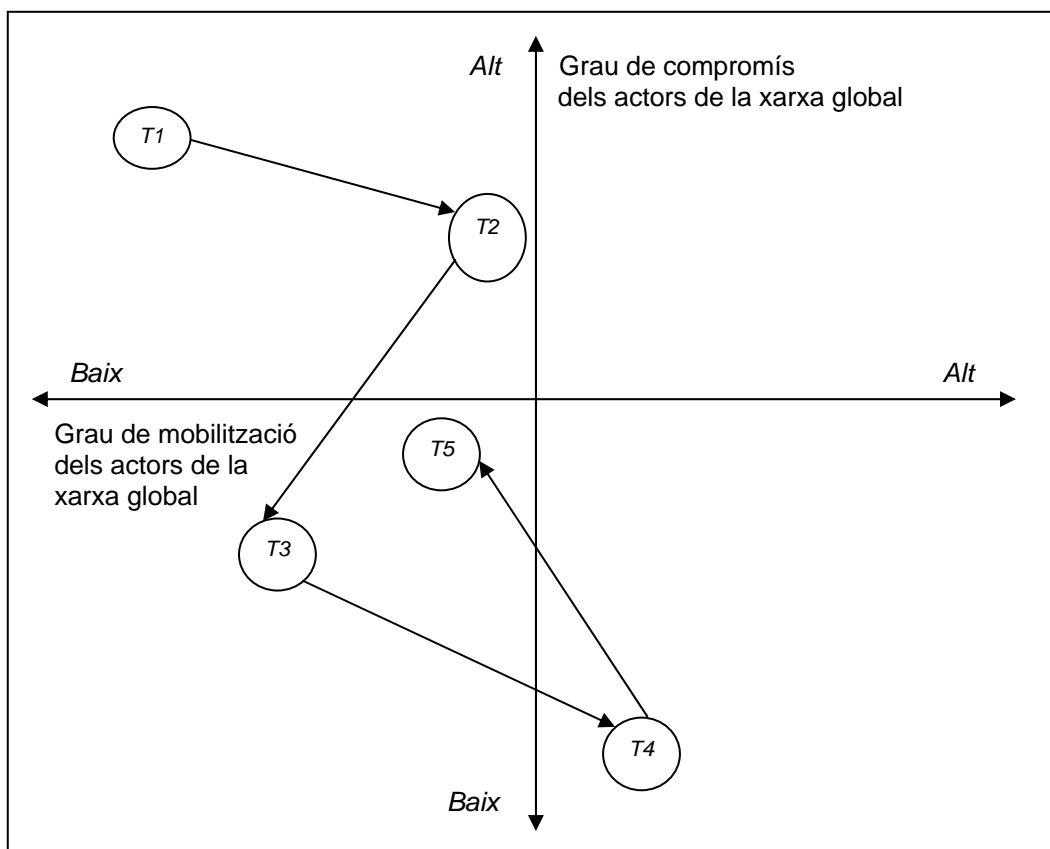 Alt
Grau de compromís
dels actors de la xarxa global
T1
T2
Baix
Alt
Grau de mobilització
dels actors de la
xarxa global
T5
T3
T4
Baix